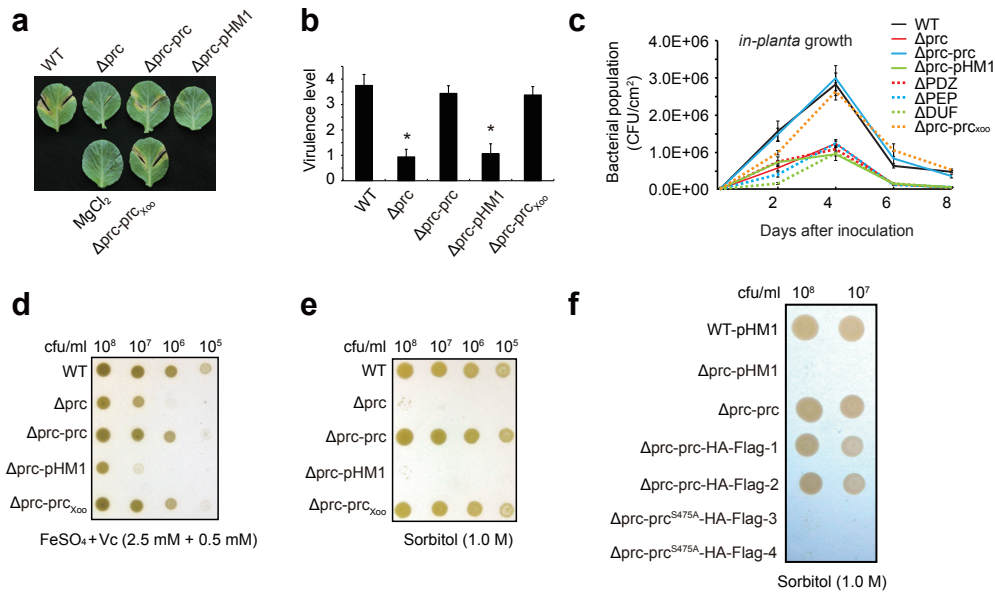 a
WT
Δprc
Δprc-prc
Δprc-pHM1
MgCl₂
Δprc-prcₓₒₒ
b
Virulence level
5
4
3
2
1
0
*
*
WT
Δprc
Δprc-prc
Δprc-pHM1
Δprc-prcₓₒₒ
c
in-planta growth
Bacterial population
(CFU/cm²)
4.0E+06
3.0E+06
2.0E+06
1.0E+06
0.0E+00
2 4 6 8
Days after inoculation
WT
Δprc
Δprc-prc
Δprc-pHM1
ΔPDZ
ΔPEP
ΔDUF
Δprc-prcₓₒₒ
d
cfu/ml 10⁸ 10⁷ 10⁶ 10⁵
WT
Δprc
Δprc-prc
Δprc-pHM1
Δprc-prcₓₒₒ
FeSO₄+Vc (2.5 mM + 0.5 mM)
e
cfu/ml 10⁸ 10⁷ 10⁶ 10⁵
WT
Δprc
Δprc-prc
Δprc-pHM1
Δprc-prcₓₒₒ
Sorbitol (1.0 M)
f
cfu/ml 10⁸ 10⁷
WT-pHM1
Δprc-pHM1
Δprc-prc
Δprc-prc-HA-Flag-1
Δprc-prc-HA-Flag-2
Δprc-prcS475A-HA-Flag-3
Δprc-prcS475A-HA-Flag-4
Sorbitol (1.0 M)